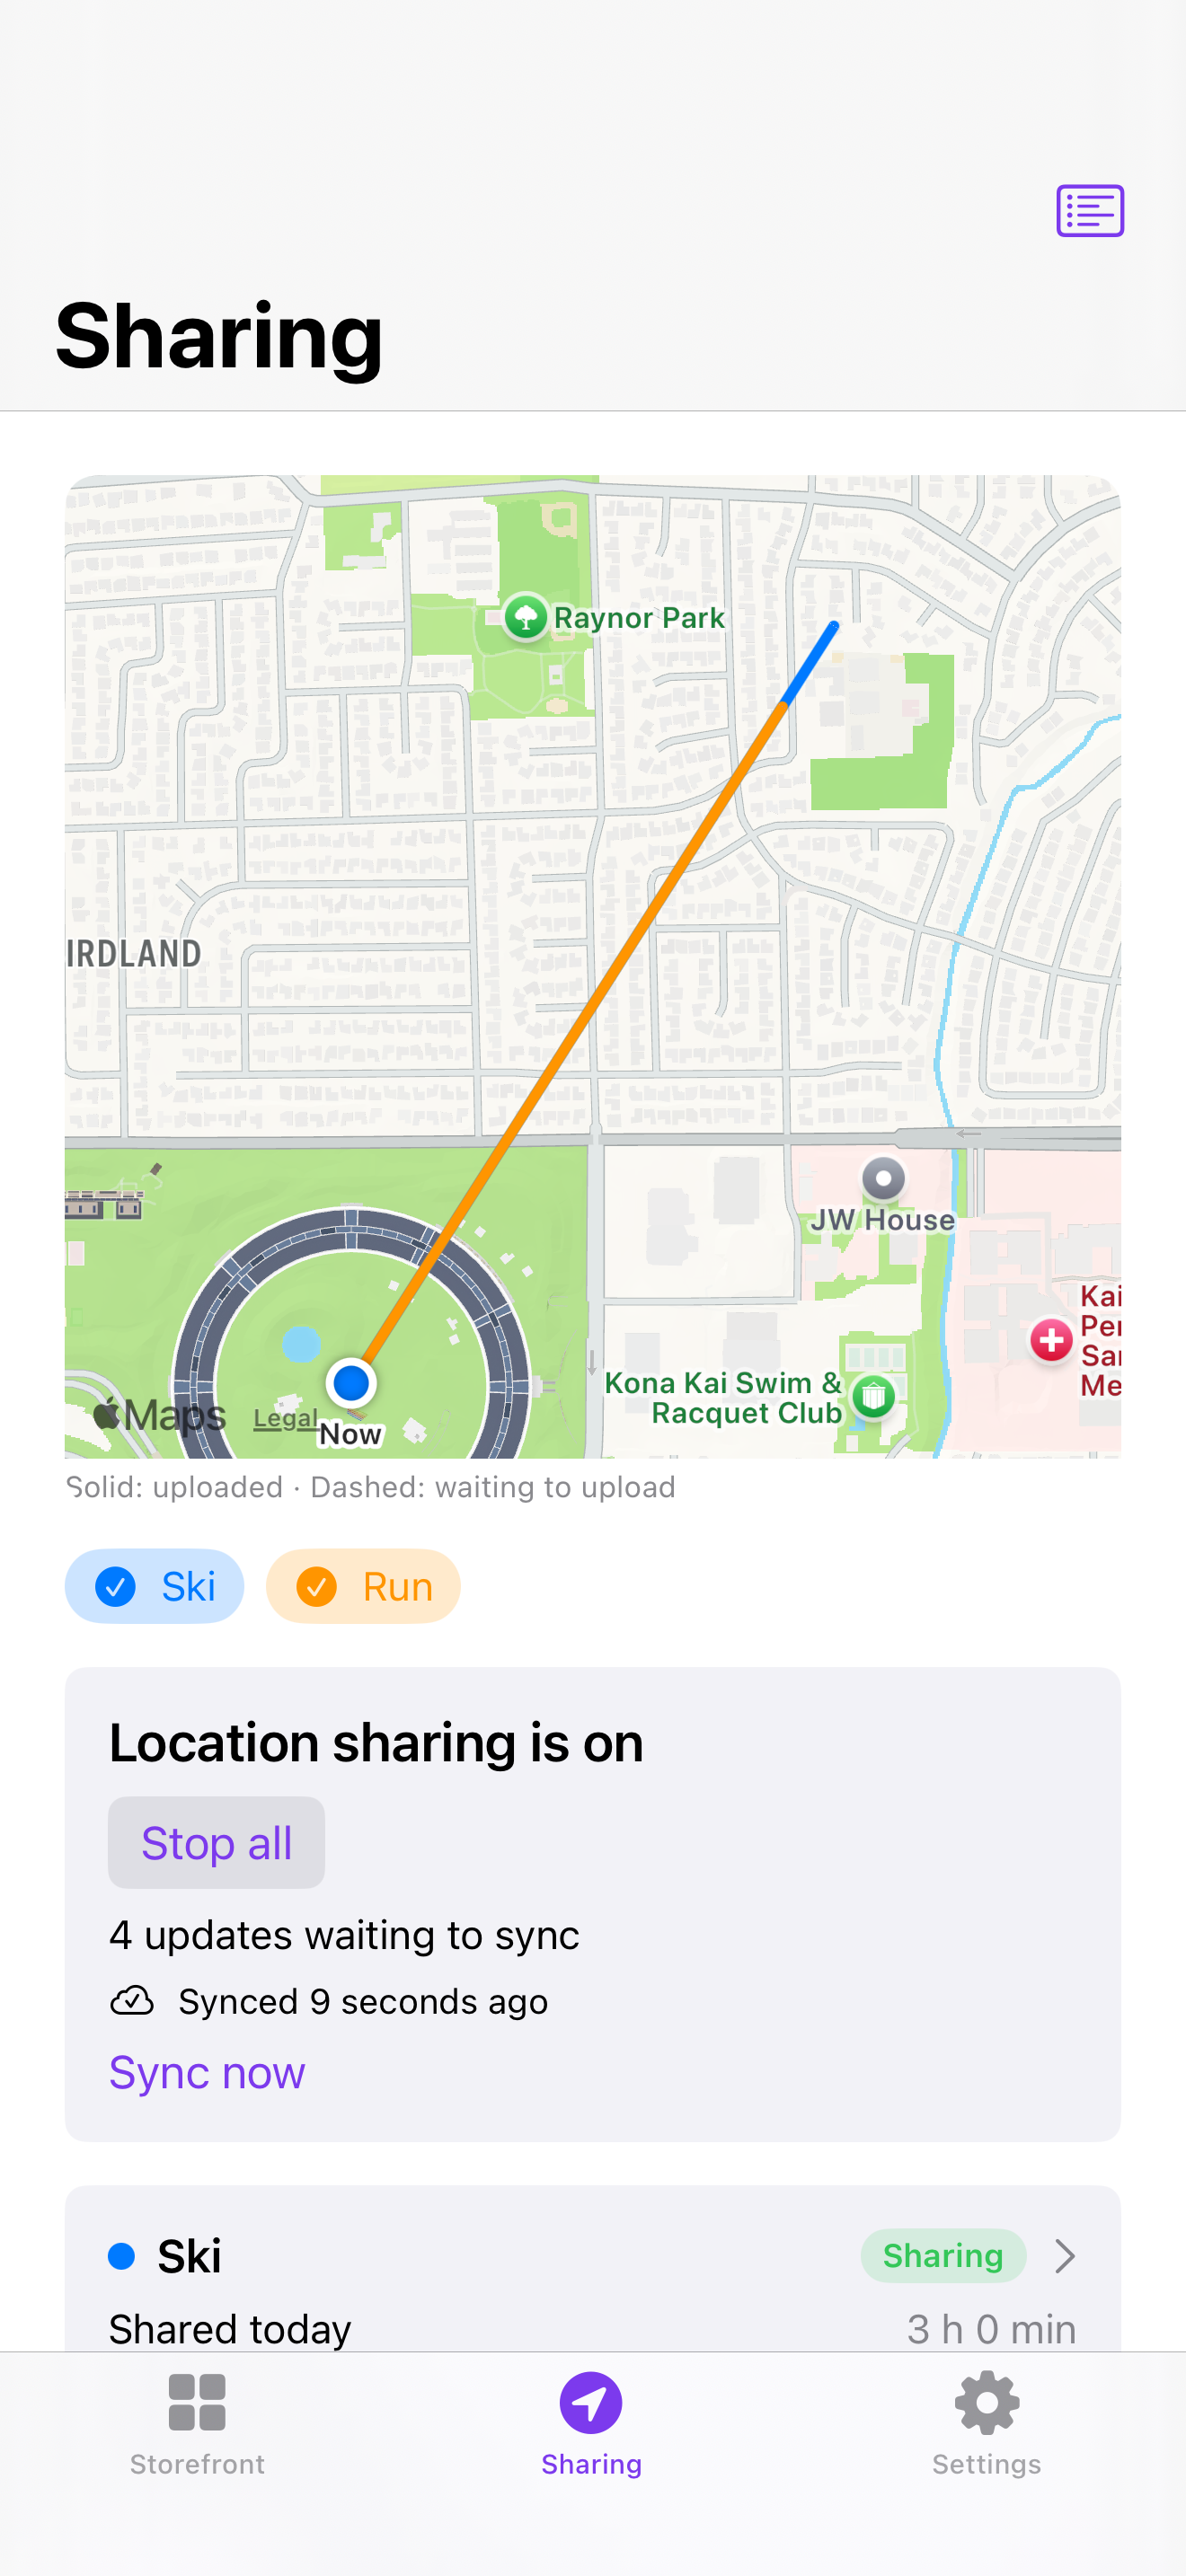 Sharing
Raynor Park
IRDLAND
JW House
Kai
Per
Sar
Me
Kona Kai Swim &
Racquet Club
Maps
Legal
Now
Solid: uploaded · Dashed: waiting to upload
Ski
Run
Location sharing is on
Stop all
4 updates waiting to sync
Synced 9 seconds ago
Sync now
Ski
Sharing
Shared today
3 h 0 min
Storefront
Sharing
Settings